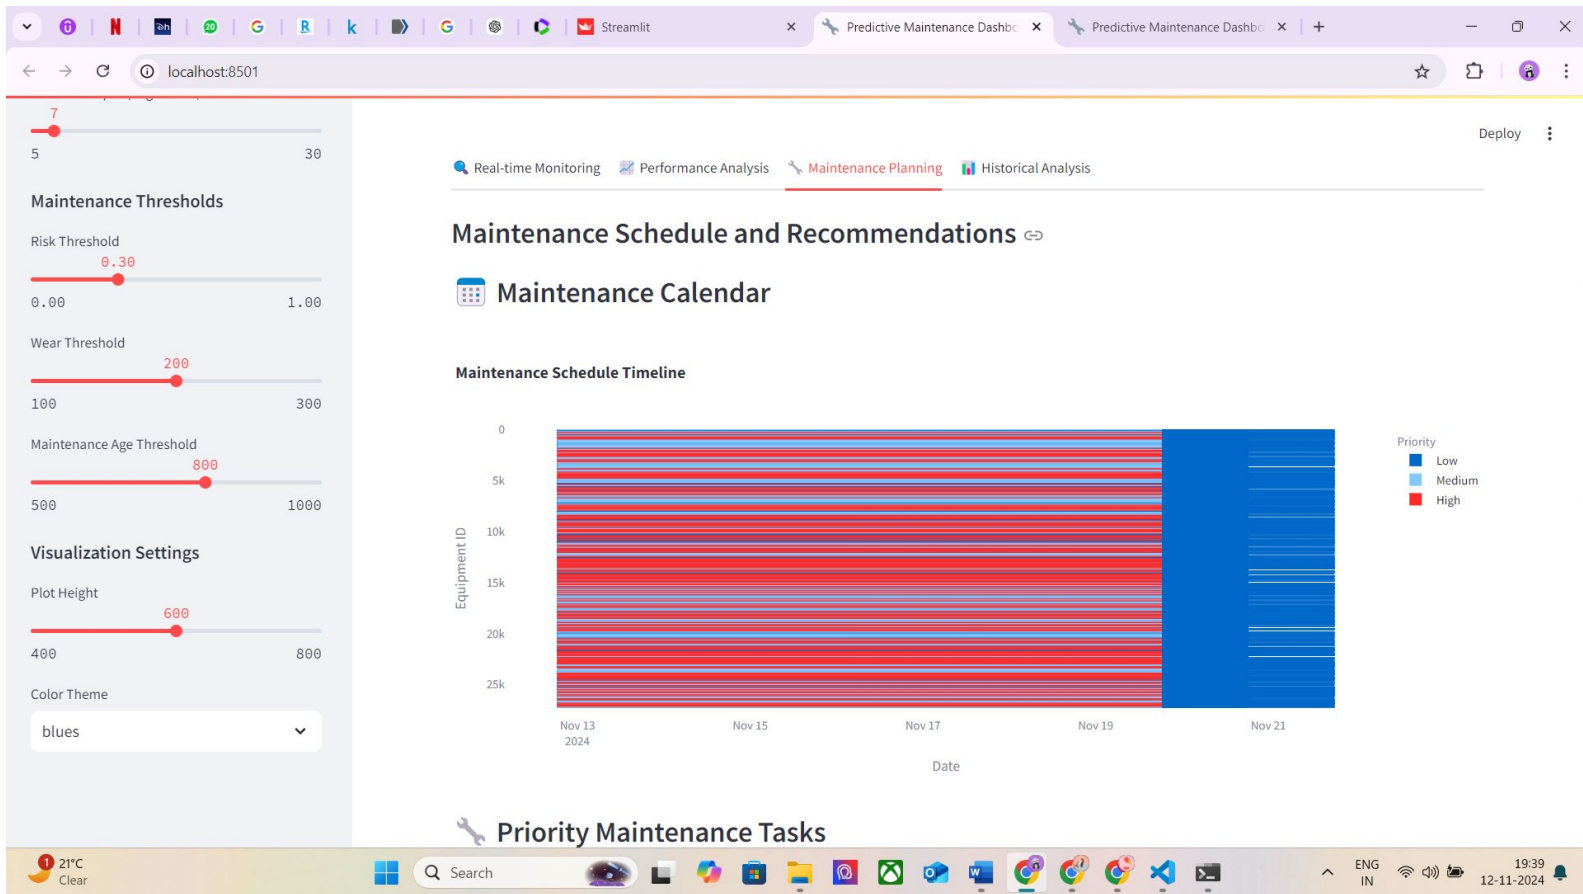 Streamlit
Predictive Maintenance Dashbo
Predictive Maintenance Dashbo
localhost:8501
7
5
30
Maintenance Thresholds
Risk Threshold
0.30
0.00
1.00
Wear Threshold
200
100
300
Maintenance Age Threshold
800
500
1000
Visualization Settings
Plot Height
600
400
800
Color Theme
blues
Deploy
Real-time Monitoring
Performance Analysis
Maintenance Planning
Historical Analysis
Maintenance Schedule and Recommendations
Maintenance Calendar
Maintenance Schedule Timeline
Equipment ID
0
5k
10k
15k
20k
25k
Nov 13
2024
Nov 15
Nov 17
Nov 19
Nov 21
Date
Priority
Low
Medium
High
Priority Maintenance Tasks
1
21°C
Clear
Search
ENG
IN
19:39
12-11-2024